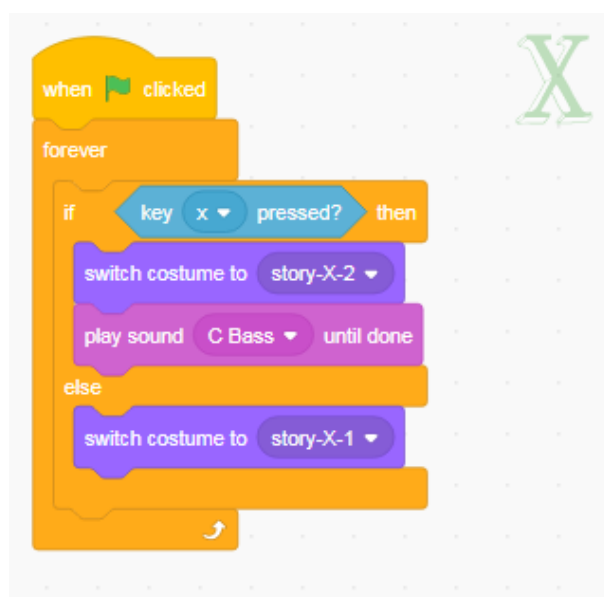 X
when clicked
forever
if key x pressed? then
switch costume to story-X-2
play sound C Bass until done
else
switch costume to story-X-1